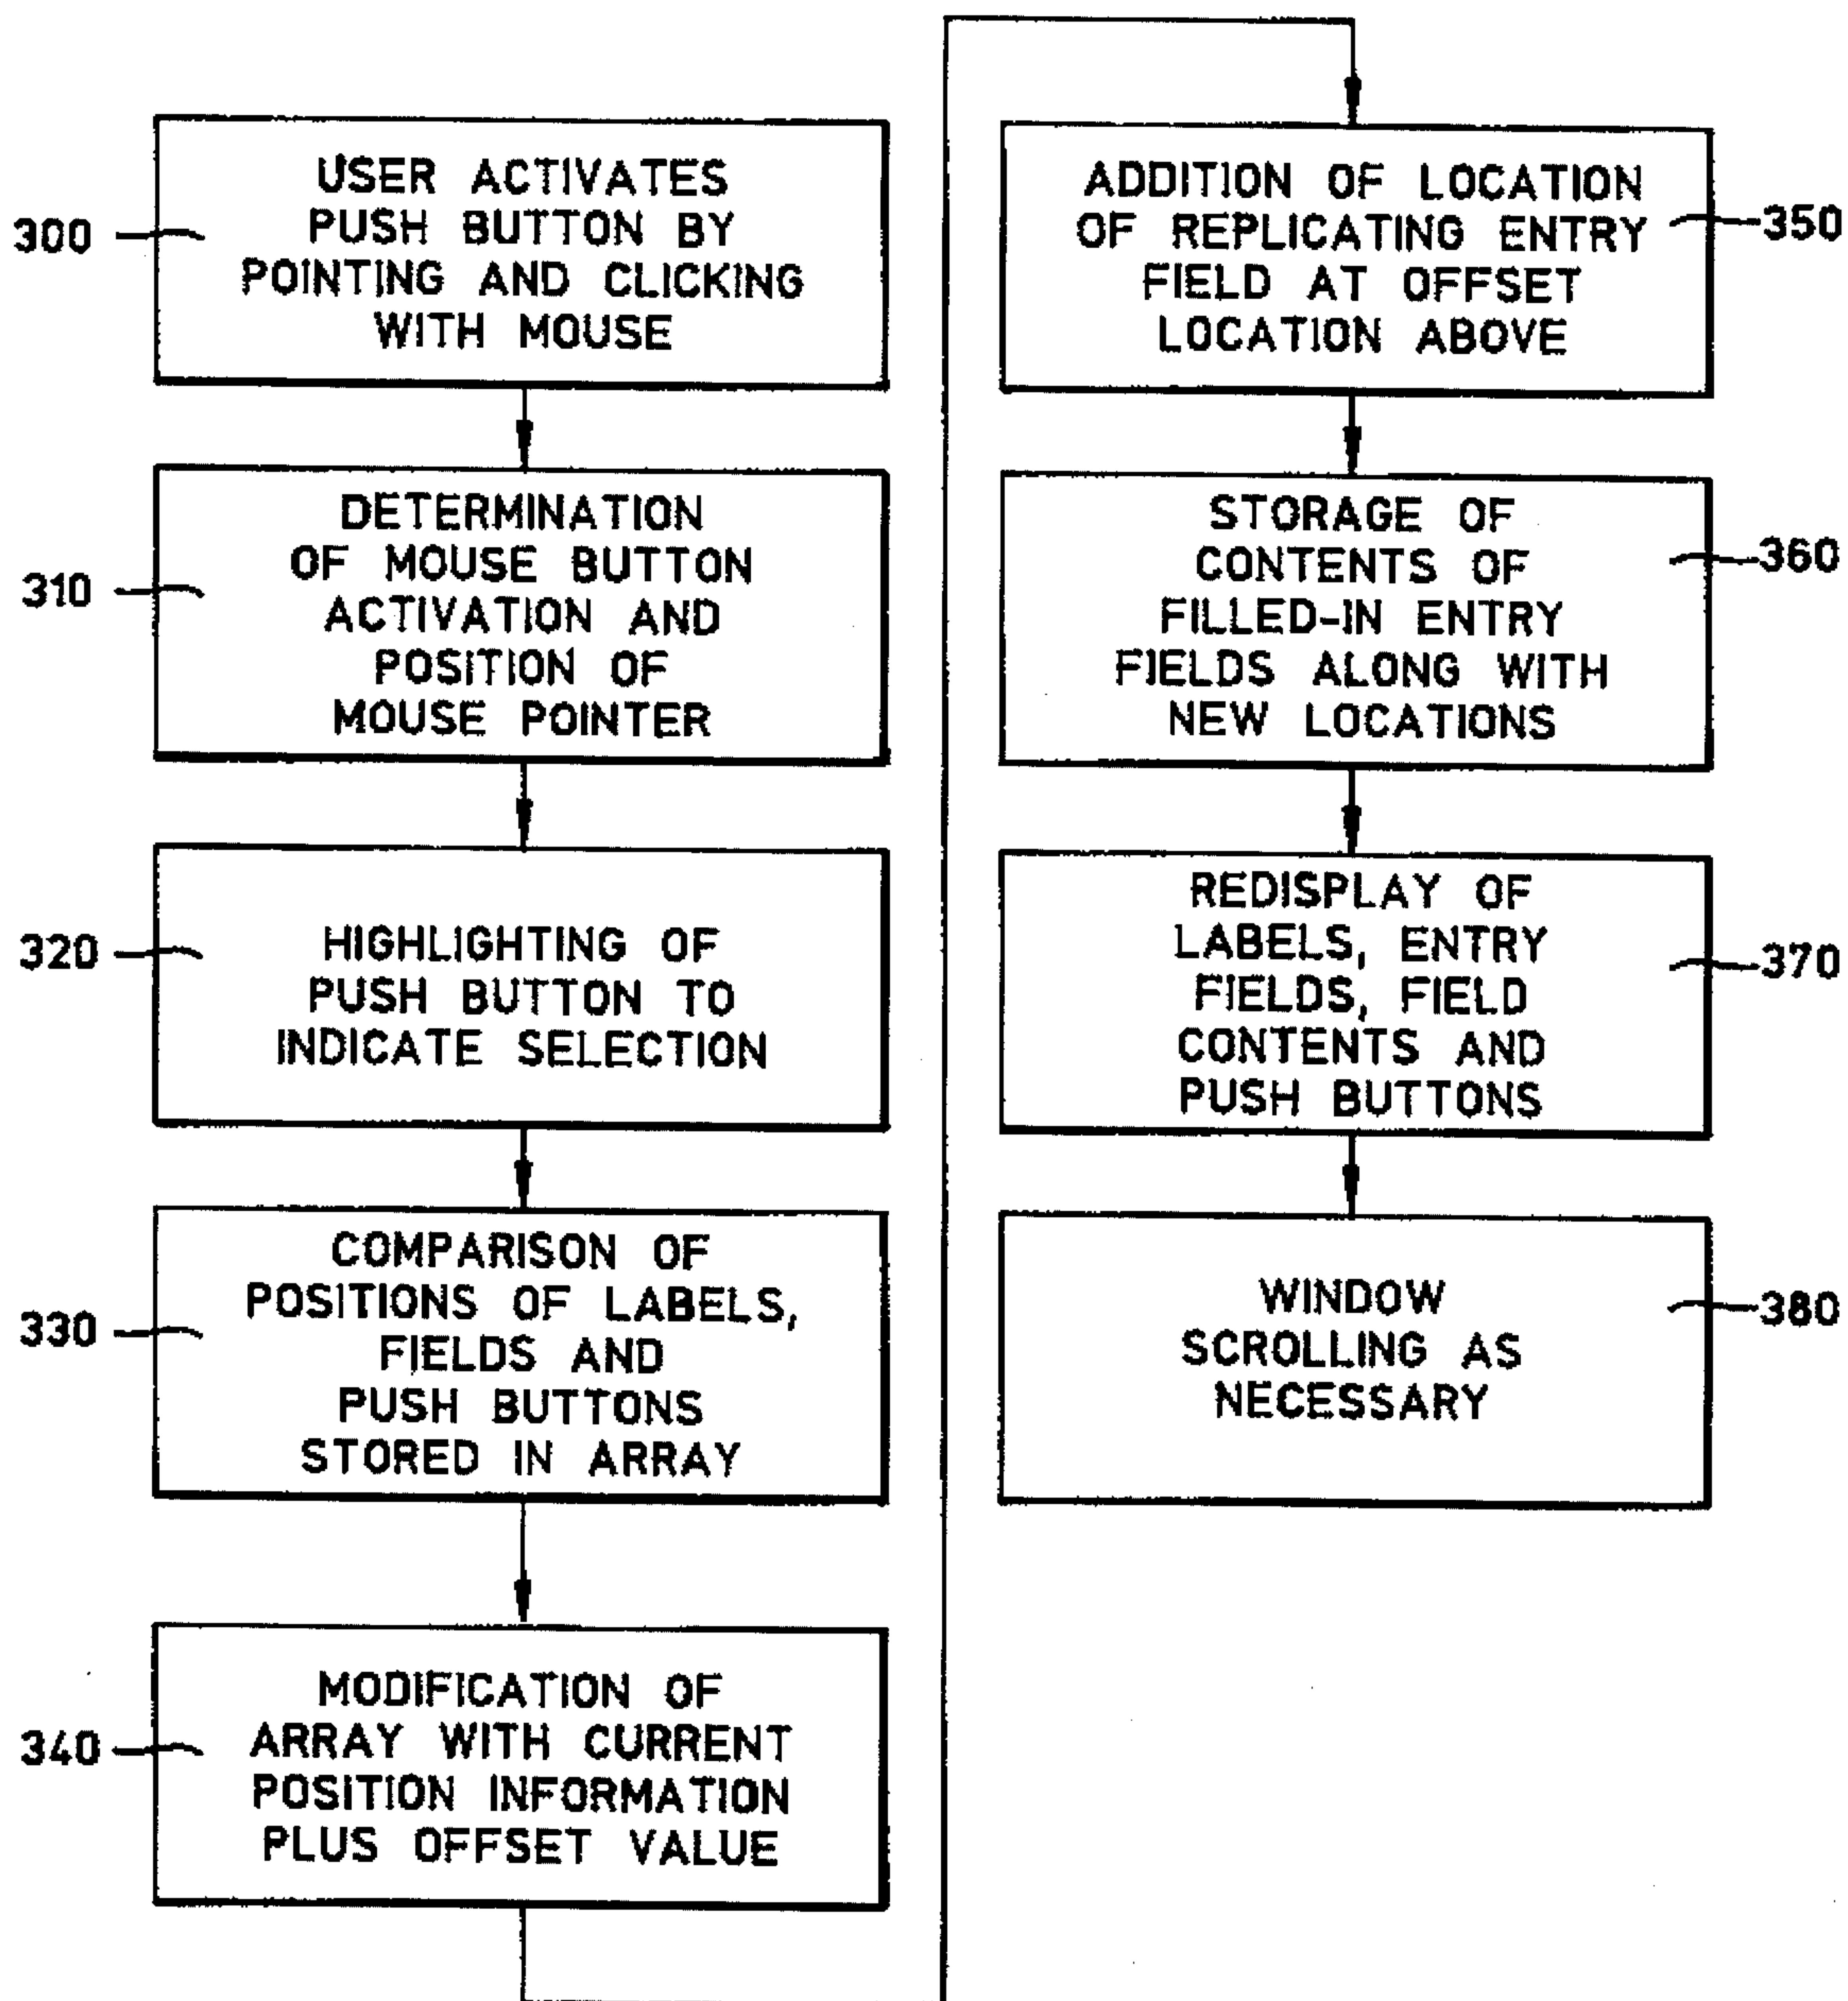 300
USER ACTIVATES
PUSH BUTTON BY
POINTING AND CLICKING
WITH MOUSE
310
DETERMINATION
OF MOUSE BUTTON
ACTIVATION AND
POSITION OF
MOUSE POINTER
320
HIGHLIGHTING OF
PUSH BUTTON TO
INDICATE SELECTION
330
COMPARISON OF
POSITIONS OF LABELS,
FIELDS AND
PUSH BUTTONS
STORED IN ARRAY
340
MODIFICATION OF
ARRAY WITH CURRENT
POSITION INFORMATION
PLUS OFFSET VALUE
ADDITION OF LOCATION
OF REPLICATING ENTRY
FIELD AT OFFSET
LOCATION ABOVE
350
STORAGE OF
CONTENTS OF
FILLED-IN ENTRY
FIELDS ALONG WITH
NEW LOCATIONS
360
REDISPLAY OF
LABELS, ENTRY
FIELDS, FIELD
CONTENTS AND
PUSH BUTTONS
370
WINDOW
SCROLLING AS
NECESSARY
380